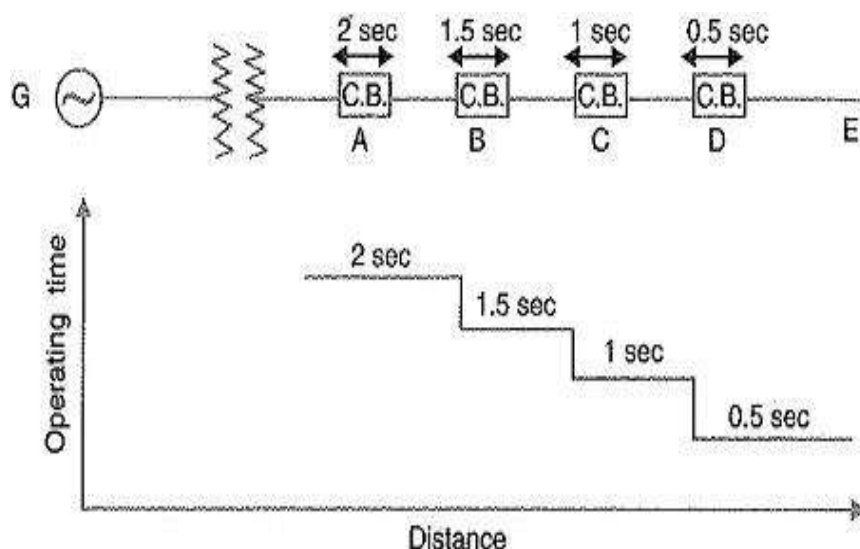 2 sec 1.5 sec 1 sec 0.5 sec
G C.B. C.B. C.B. C.B.
A B C D E
2 sec
1.5 sec
1 sec
0.5 sec
Operating time
Distance